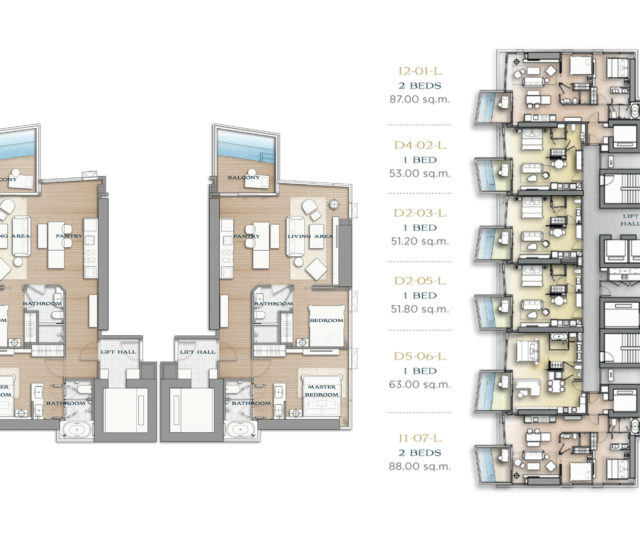 CONY
PANTRY
NG AREA
BATHROOM
OM
LIFT HALL
ER
OOM
BATHROOM
BALCONY
PANTRY
LIVING AREA
BATHROOM
BEDROOM
LIFT HALL
BATHROOM
MASTER
BEDROOM
I2-01-L
2 BEDS
87.00 sq.m.
D4-02-L
1 BED
53.00 sq.m.
D2-03-L
1 BED
51.20 sq.m.
D2-05-L
1 BED
51.80 sq.m.
D5-06-L
1 BED
63.00 sq.m.
I1-07-L
2 BEDS
88.00 sq.m.
LIFT
HALL